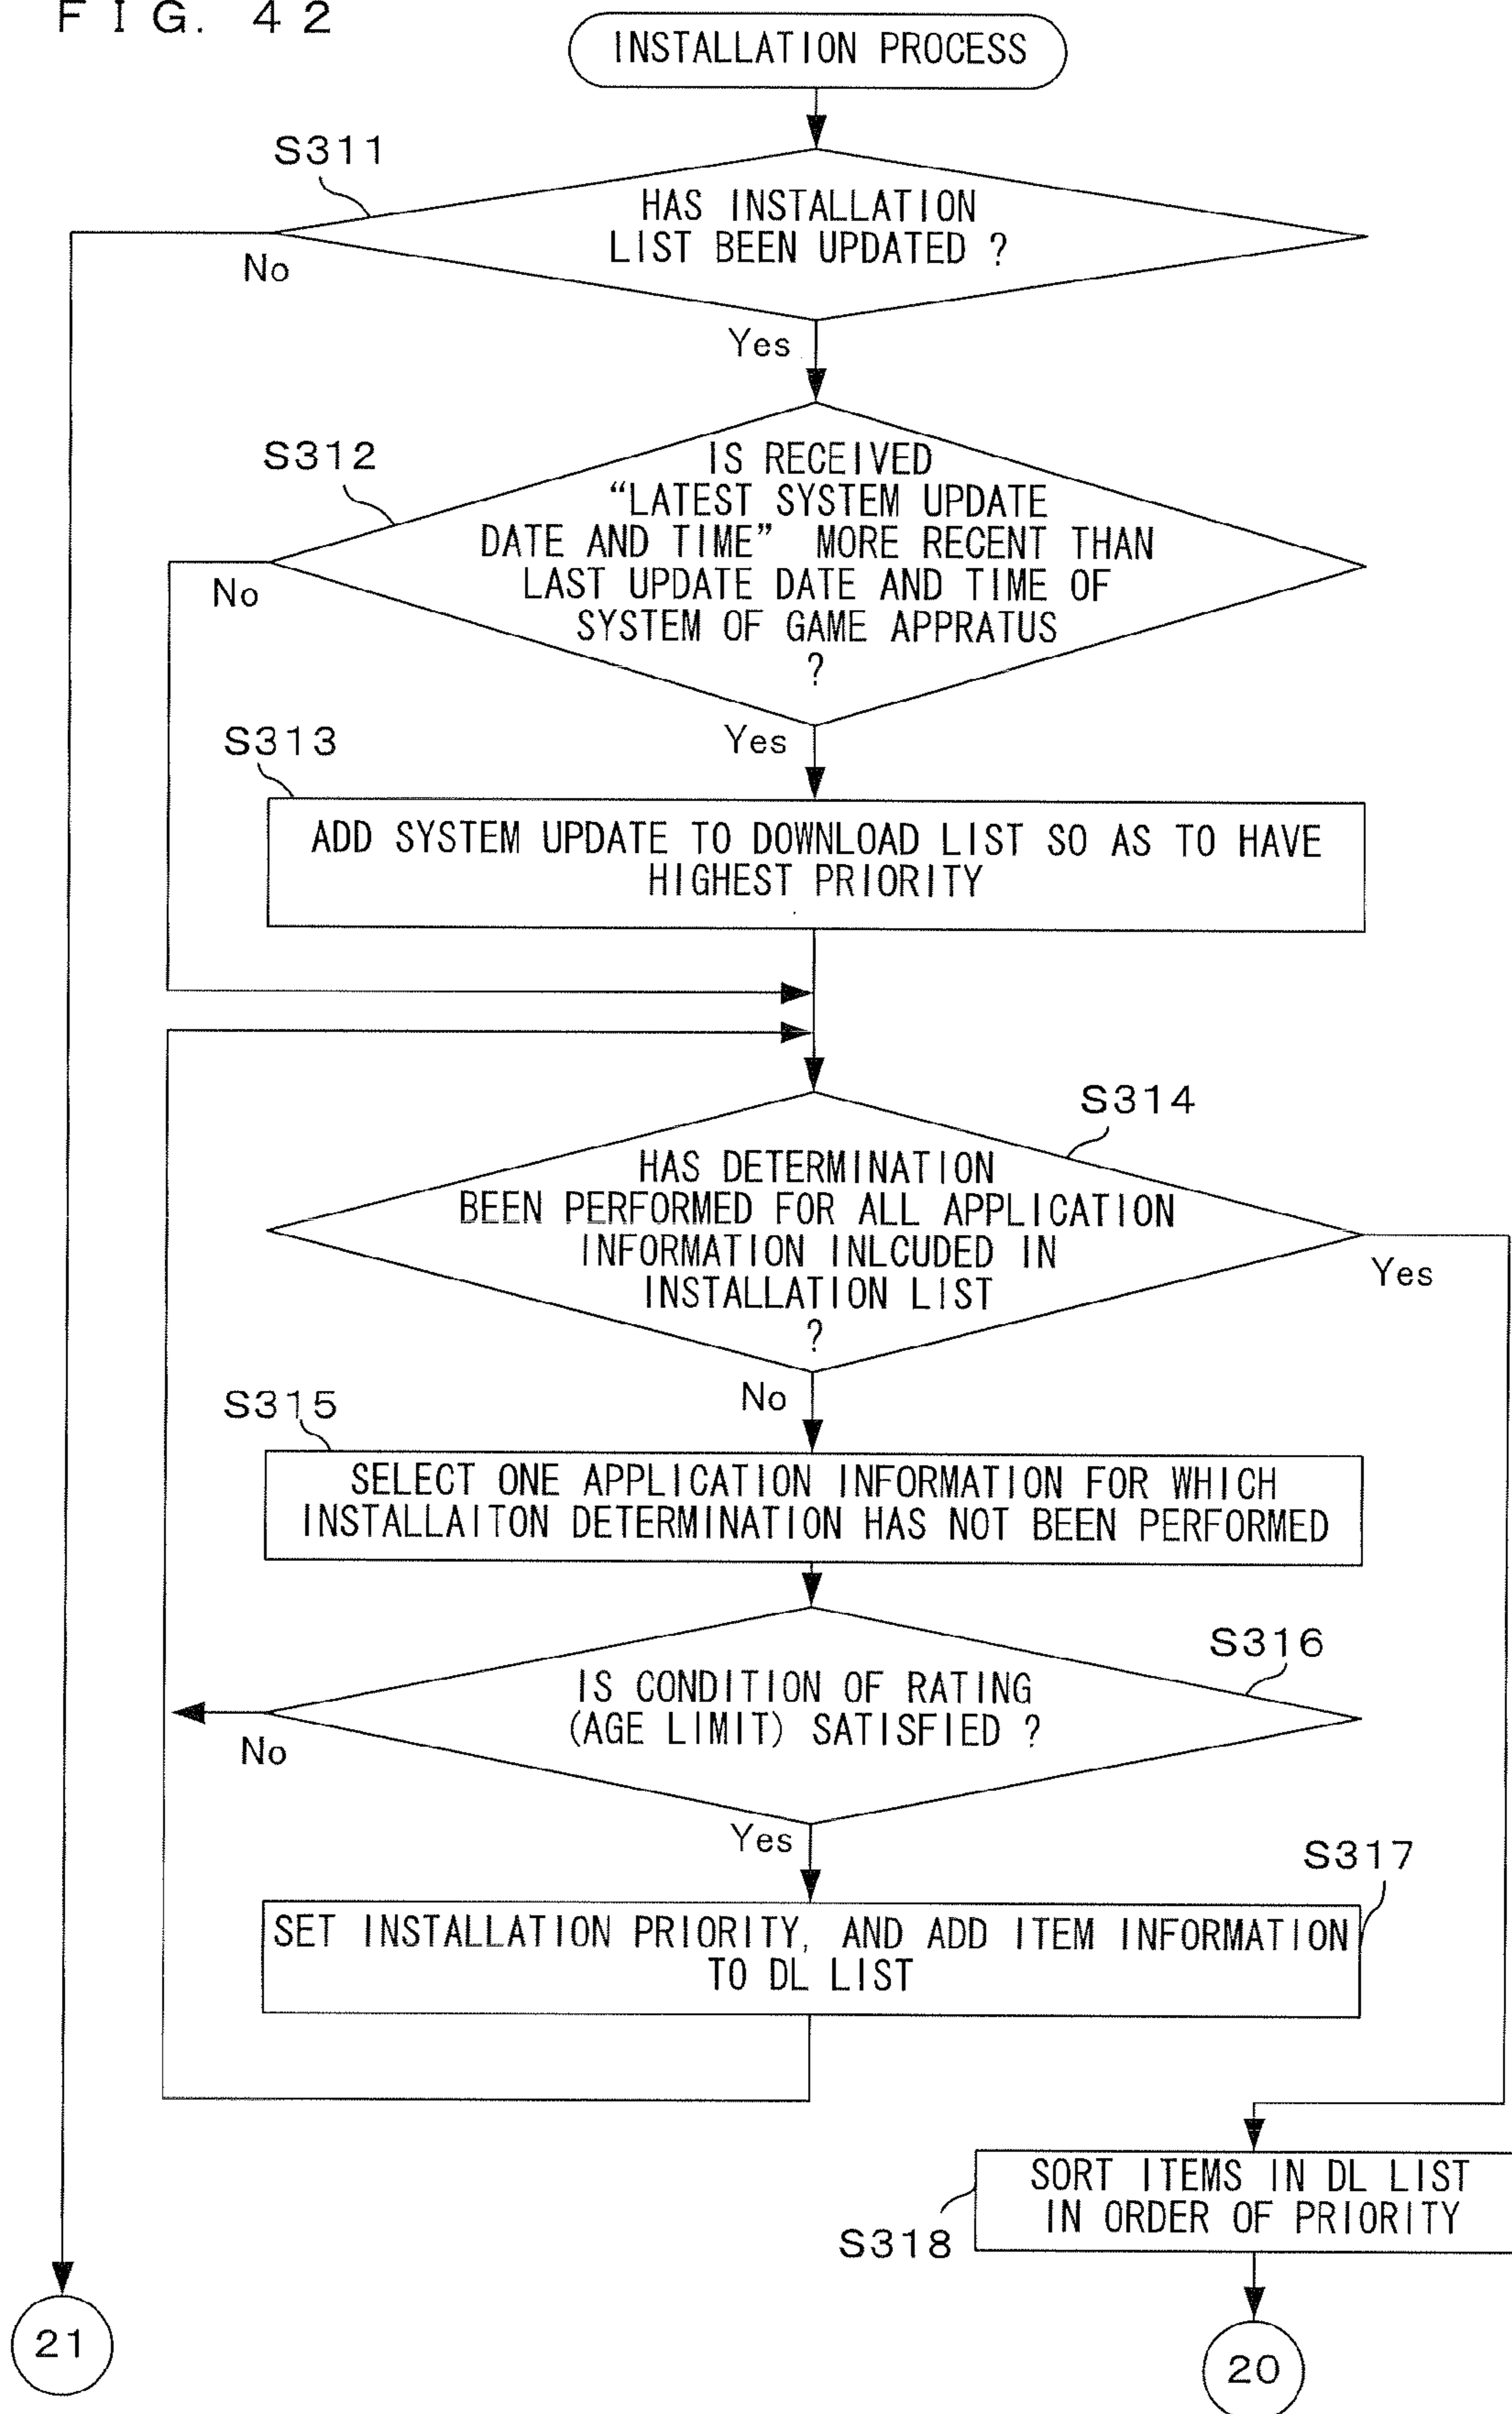 FIG. 42
INSTALLATION PROCESS
S311
HAS INSTALLATION
LIST BEEN UPDATED ?
No
Yes
S312
IS RECEIVED
“LATEST SYSTEM UPDATE
DATE AND TIME” MORE RECENT THAN
LAST UPDATE DATE AND TIME OF
SYSTEM OF GAME APPRATUS
?
No
Yes
S313
ADD SYSTEM UPDATE TO DOWNLOAD LIST SO AS TO HAVE
HIGHEST PRIORITY
S314
HAS DETERMINATION
BEEN PERFORMED FOR ALL APPLICATION
INFORMATION INLCUDED IN
INSTALLATION LIST
?
Yes
No
S315
SELECT ONE APPLICATION INFORMATION FOR WHICH
INSTALLAITON DETERMINATION HAS NOT BEEN PERFORMED
S316
IS CONDITION OF RATING
(AGE LIMIT) SATISFIED ?
No
Yes
S317
SET INSTALLATION PRIORITY, AND ADD ITEM INFORMATION
TO DL LIST
SORT ITEMS IN DL LIST
IN ORDER OF PRIORITY
S318
21
20